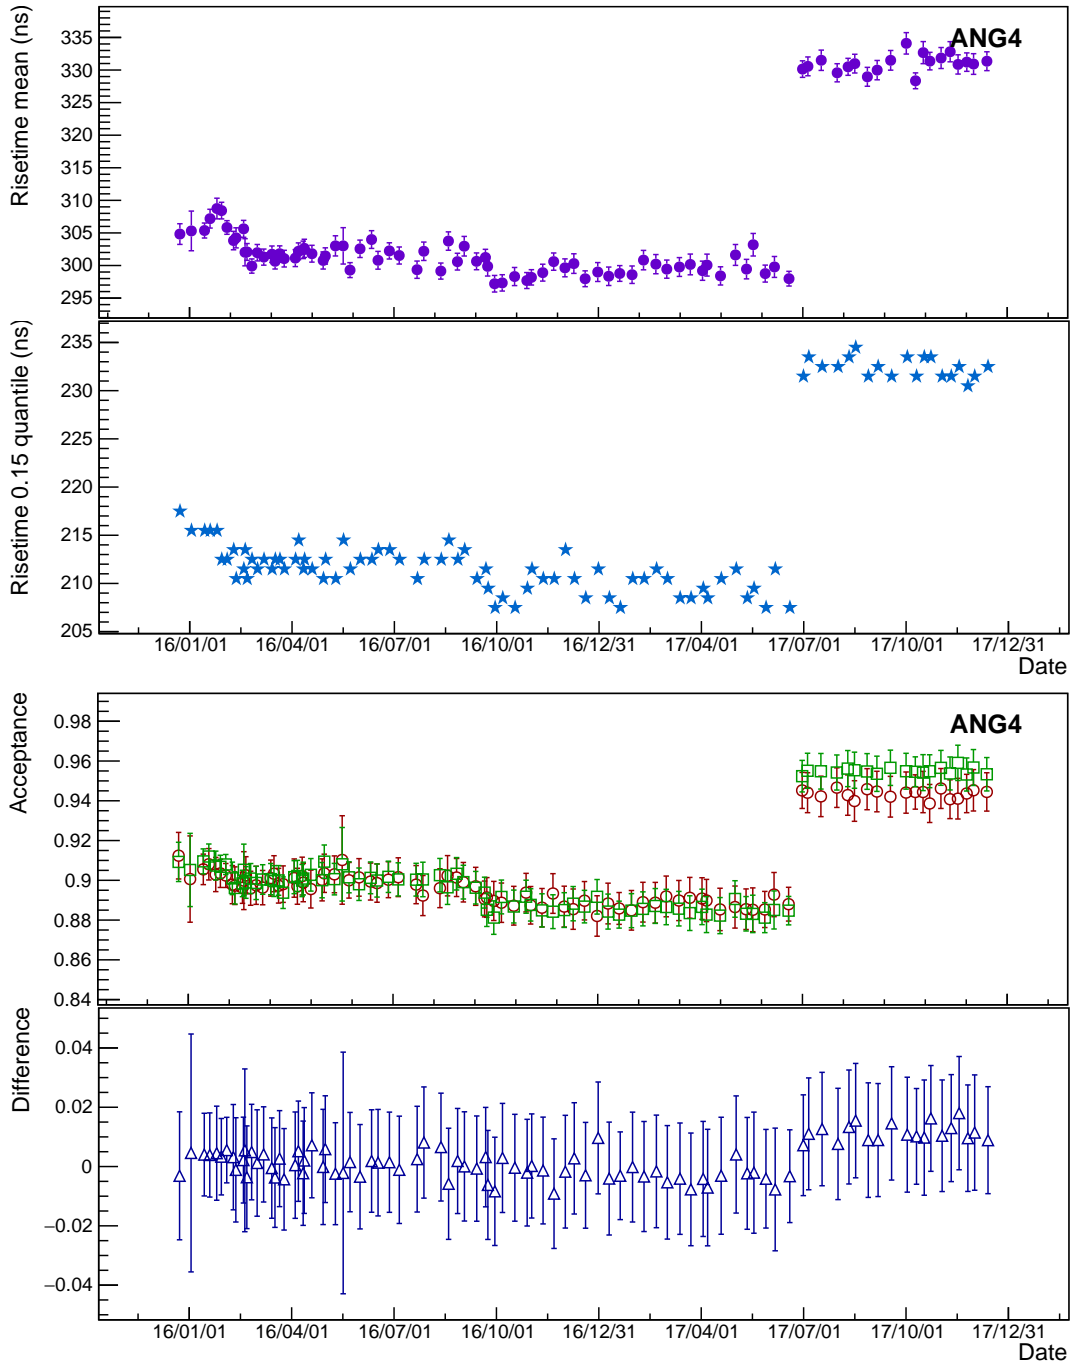 ANG4
Risetime mean (ns)
335
330
325
320
315
310
305
300
295
Risetime 0.15 quantile (ns)
235
230
225
220
215
210
205
16/01/01 16/04/01 16/07/01 16/10/01 16/12/31 17/04/01 17/07/01 17/10/01 17/12/31
Date
ANG4
Acceptance
0.98
0.96
0.94
0.92
0.9
0.88
0.86
0.84
Difference
0.04
0.02
0
−0.02
−0.04
16/01/01 16/04/01 16/07/01 16/10/01 16/12/31 17/04/01 17/07/01 17/10/01 17/12/31
Date